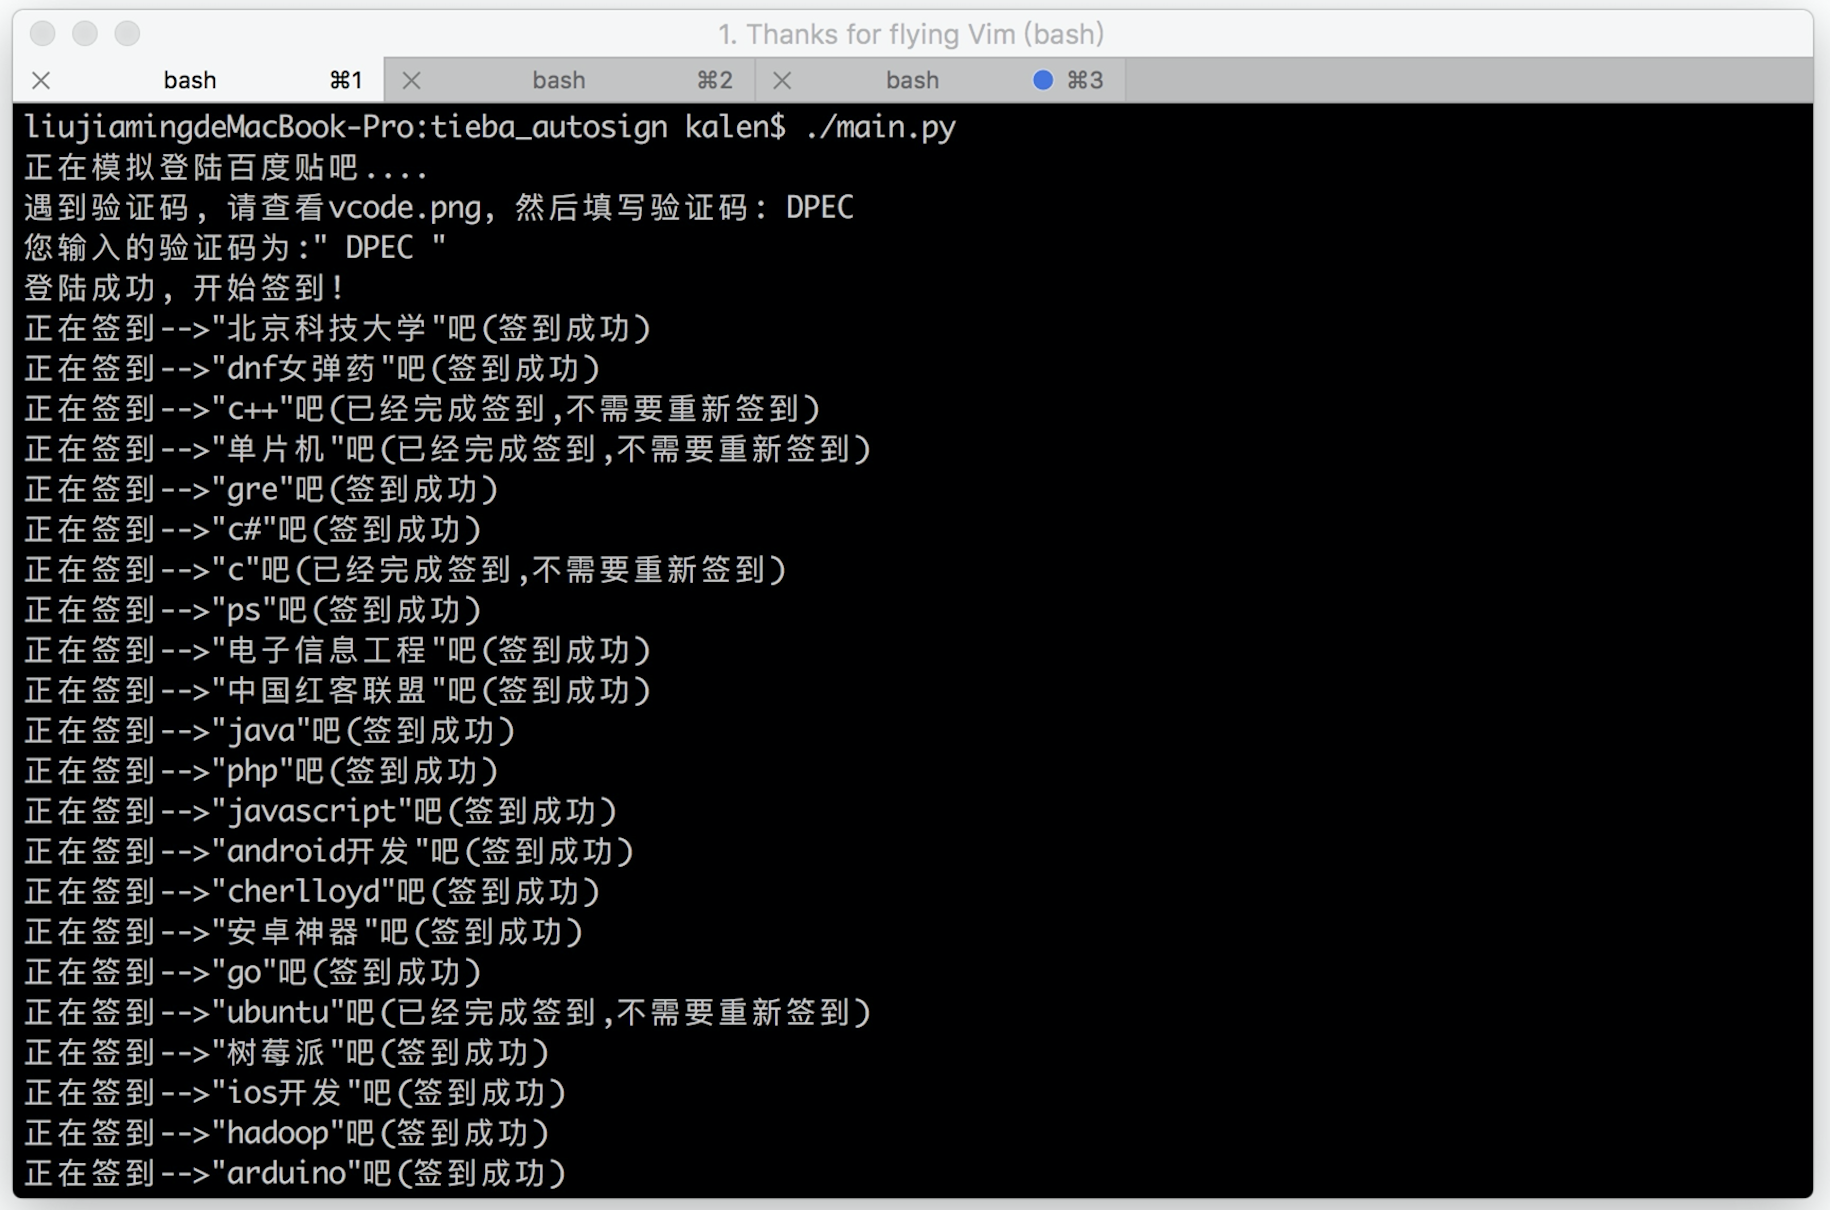 1. Thanks for flying Vim (bash)
bash ⌘1 bash ⌘2 bash ⌘3
liujiamingdeMacBook-Pro:tieba_autosign kalen$ ./main.py
正在模拟登陆百度贴吧....
遇到验证码，请查看vcode.png，然后填写验证码：DPEC
您输入的验证码为:" DPEC "
登陆成功，开始签到！
正在签到-->"北京科技大学"吧(签到成功)
正在签到-->"dnf女弹药"吧(签到成功)
正在签到-->"c++"吧(已经完成签到,不需要重新签到)
正在签到-->"单片机"吧(已经完成签到,不需要重新签到)
正在签到-->"gre"吧(签到成功)
正在签到-->"c#"吧(签到成功)
正在签到-->"c"吧(已经完成签到,不需要重新签到)
正在签到-->"ps"吧(签到成功)
正在签到-->"电子信息工程"吧(签到成功)
正在签到-->"中国红客联盟"吧(签到成功)
正在签到-->"java"吧(签到成功)
正在签到-->"php"吧(签到成功)
正在签到-->"javascript"吧(签到成功)
正在签到-->"android开发"吧(签到成功)
正在签到-->"cherlloyd"吧(签到成功)
正在签到-->"安卓神器"吧(签到成功)
正在签到-->"go"吧(签到成功)
正在签到-->"ubuntu"吧(已经完成签到,不需要重新签到)
正在签到-->"树莓派"吧(签到成功)
正在签到-->"ios开发"吧(签到成功)
正在签到-->"hadoop"吧(签到成功)
正在签到-->"arduino"吧(签到成功)